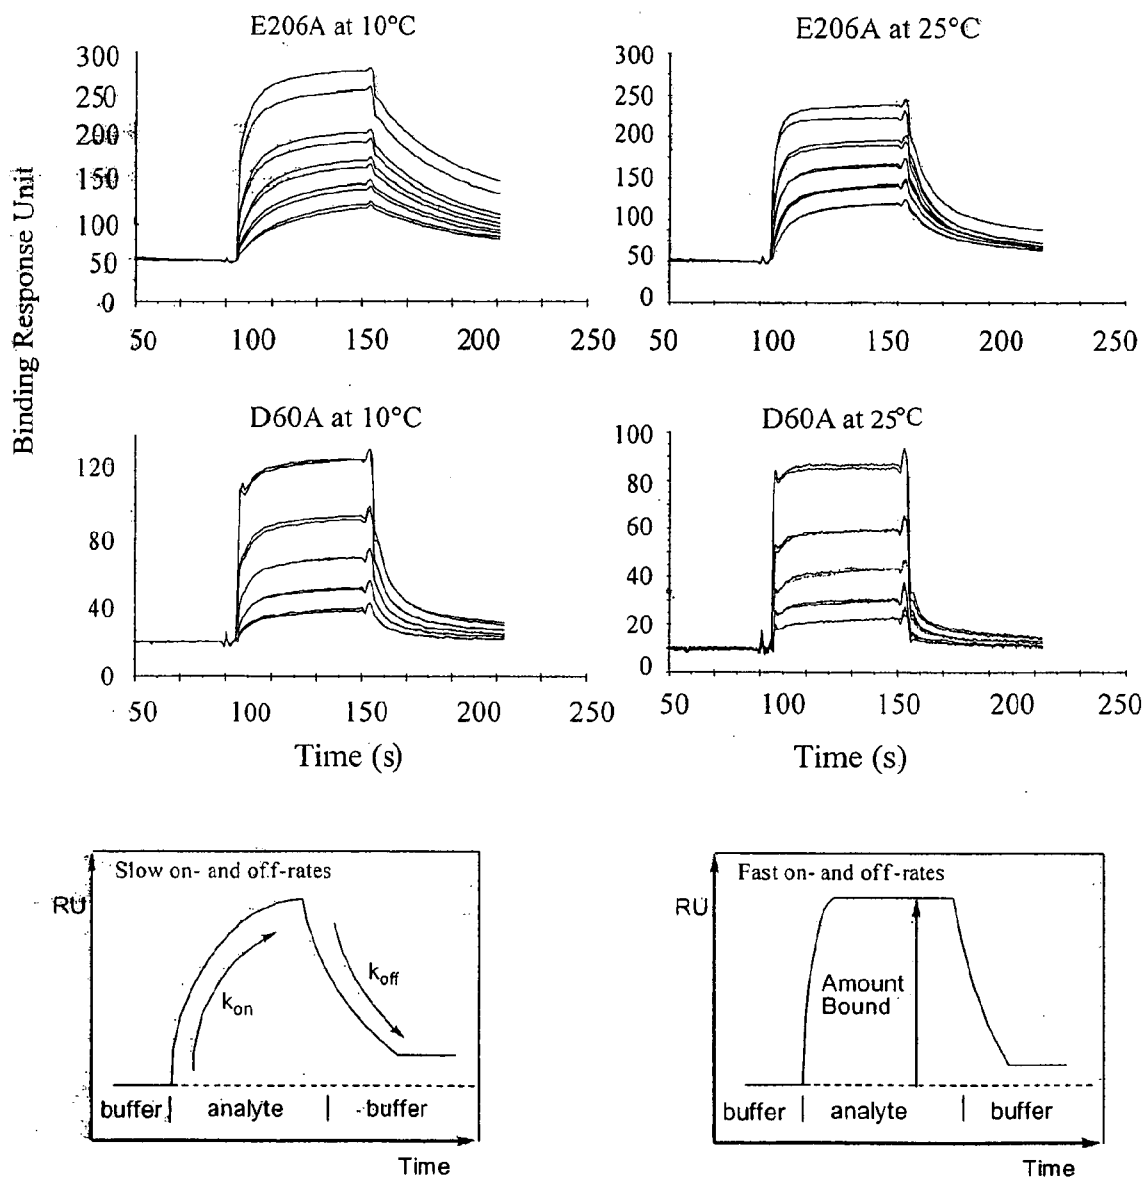 E206A at 10°C
E206A at 25°C
Binding Response Unit
300
250
200
150
100
50
0
50 100 150 200 250
300
250
200
150
100
50
0
50 100 150 200 250
D60A at 10°C
D60A at 25°C
120
80
40
0
50 100 150 200 250
Time (s)
100
80
60
40
20
0
50 100 150 200 250
Time (s)
Slow on- and off-rates
RU
kon
koff
buffer | analyte | buffer
Time
Fast on- and off-rates
RU
Amount
Bound
buffer | analyte | buffer
Time